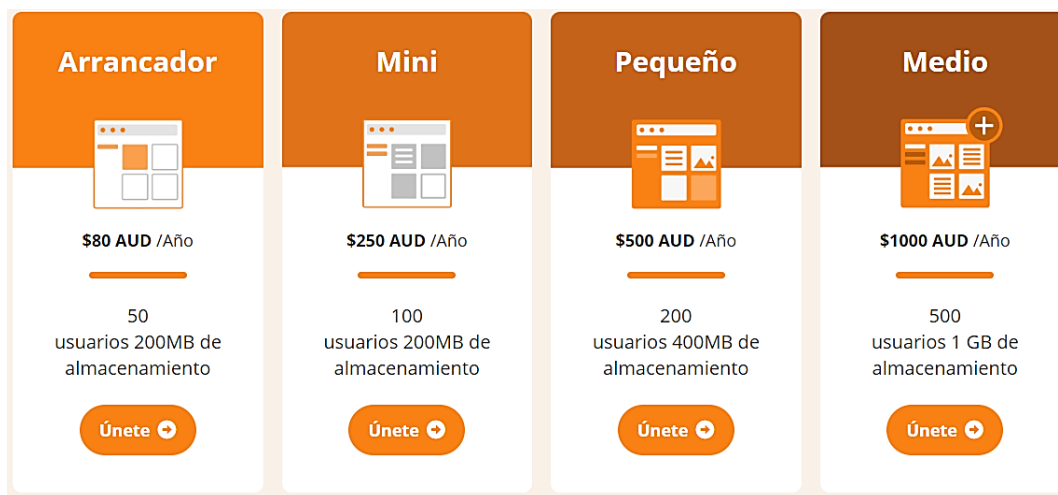 Arrancador
$80 AUD /Año
50
usuarios 200MB de
almacenamiento
Únete
Mini
$250 AUD /Año
100
usuarios 200MB de
almacenamiento
Únete
Pequeño
$500 AUD /Año
200
usuarios 400MB de
almacenamiento
Únete
Medio
$1000 AUD /Año
500
usuarios 1 GB de
almacenamiento
Únete